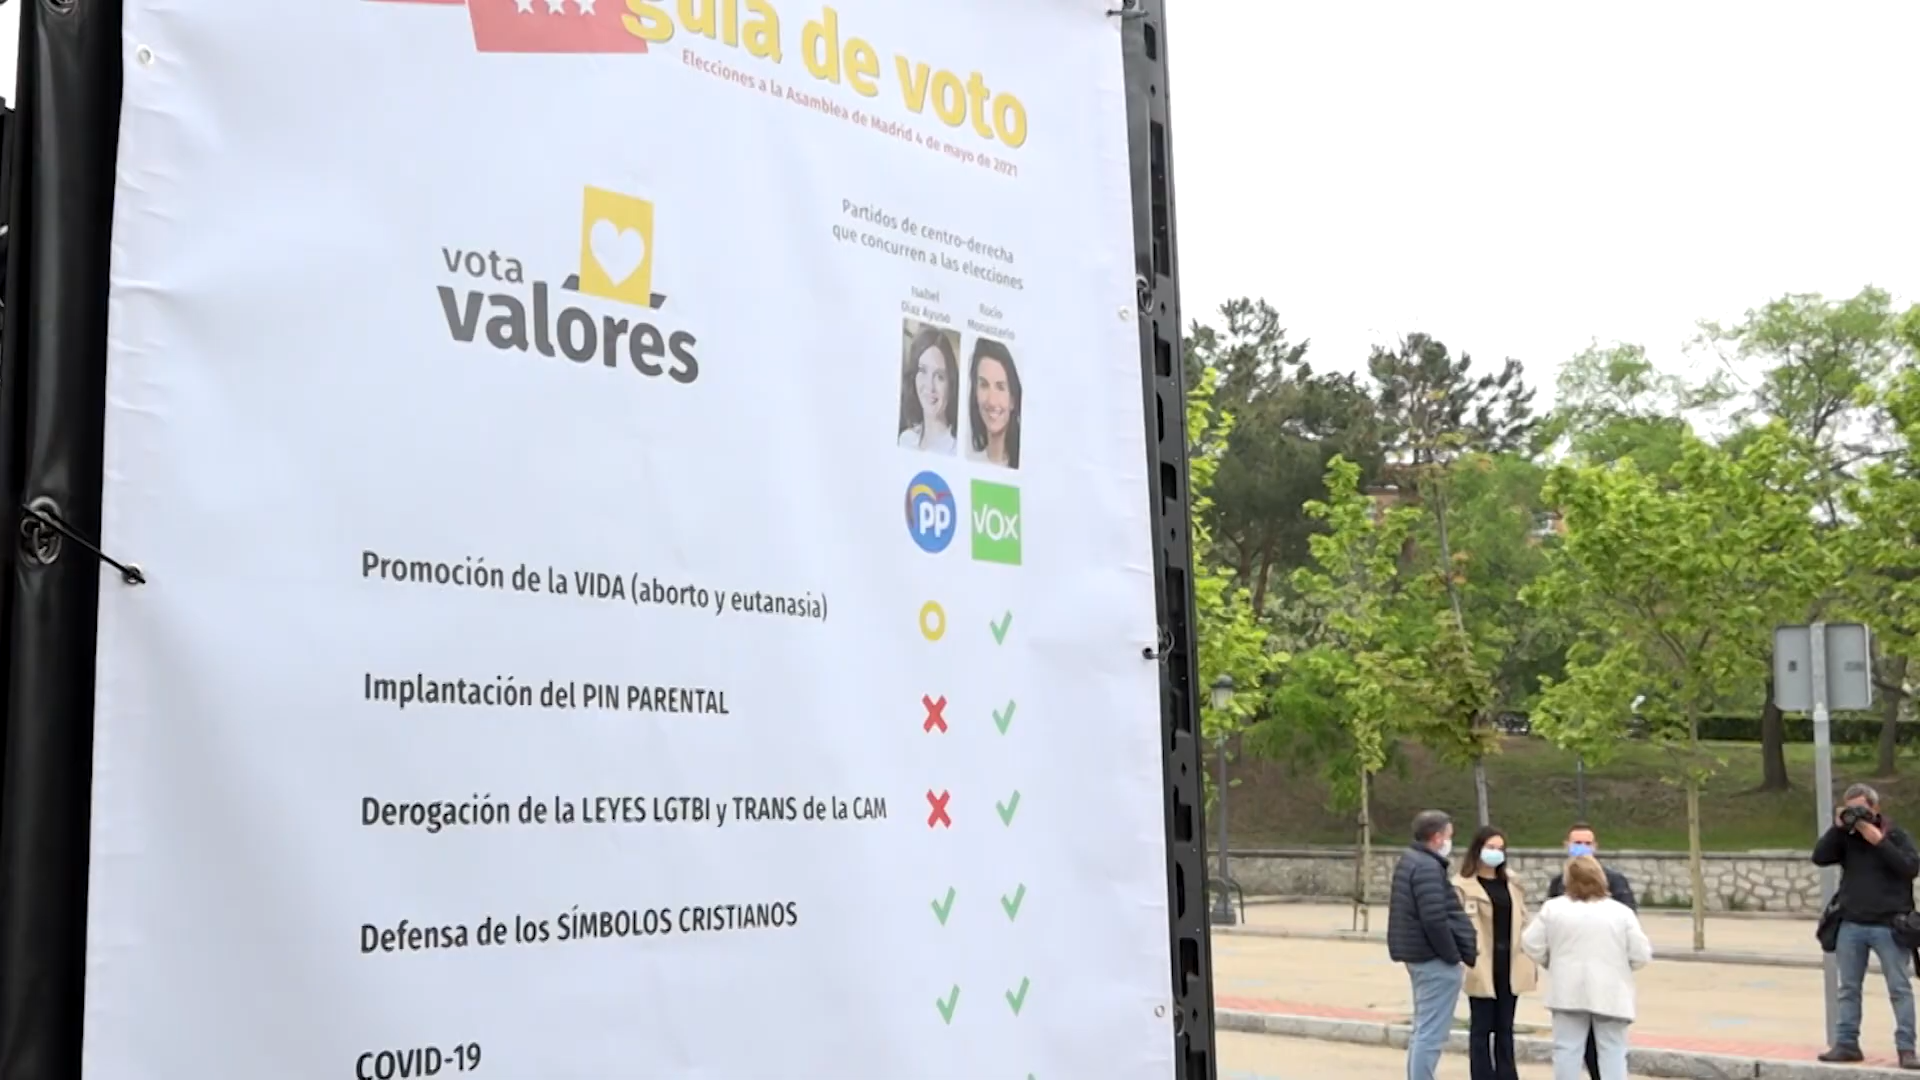 guía de voto
Elecciones a la Asamblea de Madrid 4 de mayo de 2021
vota
valores
Partidos de centro-derecha
que concurren a las elecciones
Isabel
Díaz Ayuso
Rocío
Monasterio
PP
VOX
Promoción de la VIDA (aborto y eutanasia)
Implantación del PIN PARENTAL
Derogación de la LEYES LGTBI y TRANS de la CAM
Defensa de los SÍMBOLOS CRISTIANOS
COVID-19